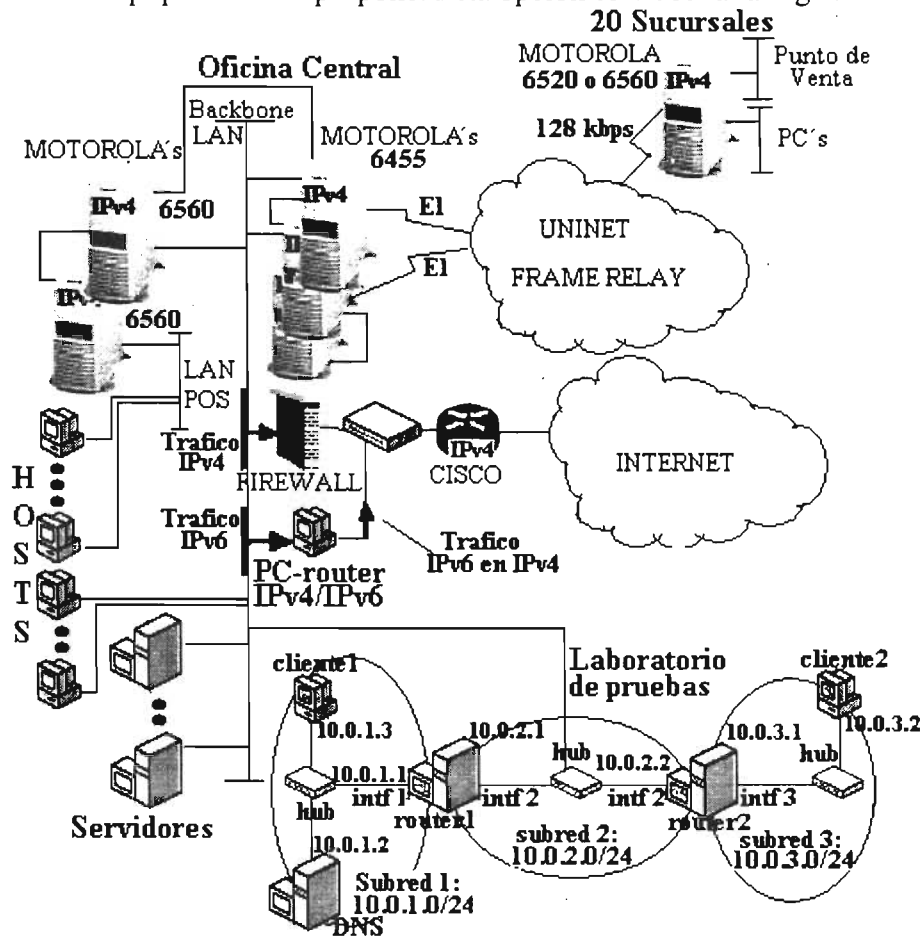 20 Sucursales
Oficina Central
MOTOROLA
6520 o 6560
IPv4
Punto de
Venta
Backbone
LAN
128 kbps
PC´s
MOTOROLA´s
MOTOROLA´s
6455
IPv4
6560
IPv4
E1
UNINET
E1
FRAME RELAY
6560
LAN
POS
Trafico
IPv4
FIREWALL
IPv4
CISCO
INTERNET
HOSTS
Trafico
IPv6
Trafico
IPv6 en IPv4
PC-router
IPv4/IPv6
cliente1
Laboratorio
de pruebas
cliente2
10.0.1.3
10.0.2.1
10.0.3.1
10.0.3.2
hub
10.0.2.2
hub
10.0.1.1
intf 1
intf 2
intf 2
intf 3
hub
router1
router2
Servidores
10.0.1.2
subred 2:
10.0.2.0/24
subred 3:
10.0.3.0/24
Subred 1:
10.0.1.0/24
DNS